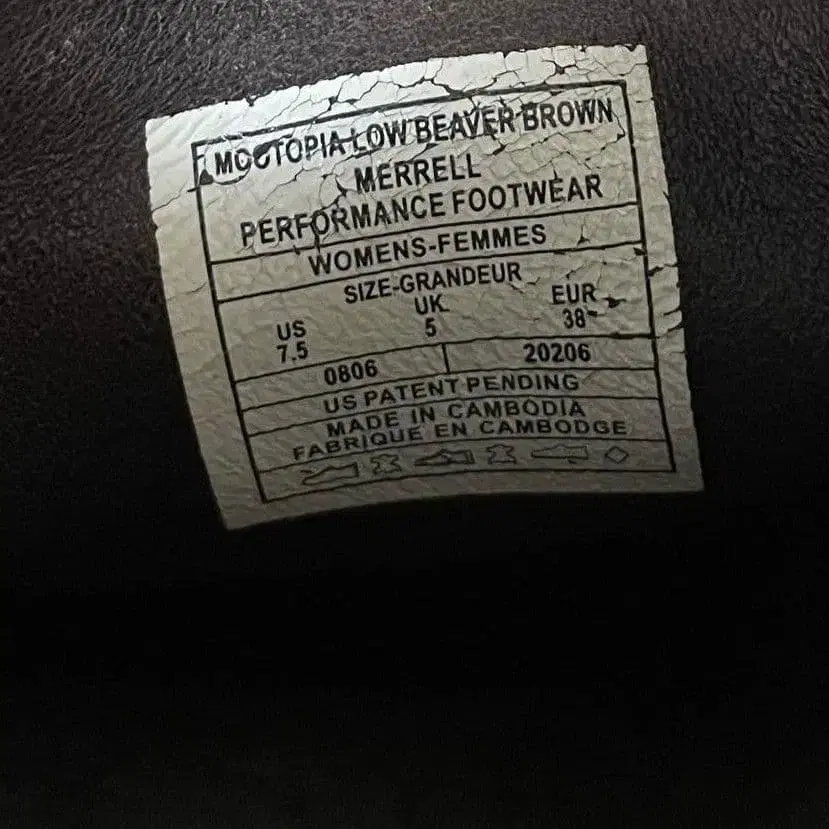 MOCTOPIA LOW BEAVER BROWN
MERRELL
PERFORMANCE FOOTWEAR
WOMENS-FEMMES
SIZE-GRANDEUR
US UK EUR
7.5 5 38
0806 20206
US PATENT PENDING
MADE IN CAMBODIA
FABRIQUE EN CAMBODGE